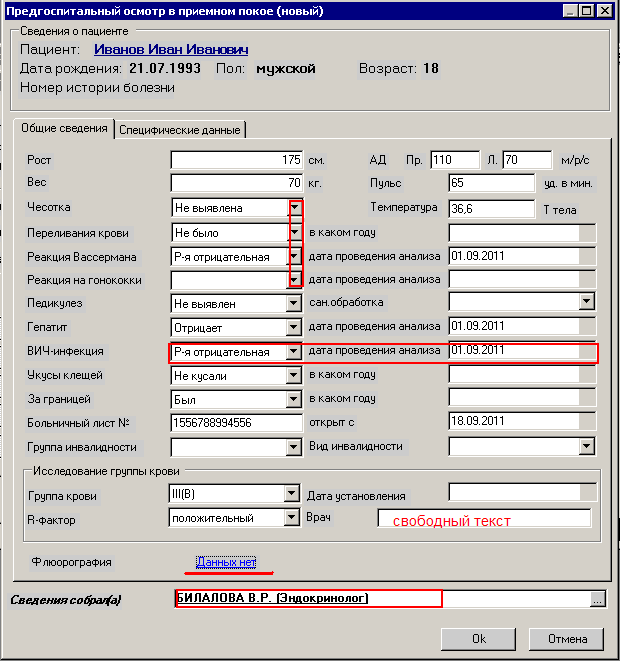 Предгоспитальный осмотр в приемном покое (новый)
Сведения о пациенте
Пациент: Иванов Иван Иванович
Дата рождения: 21.07.1993 Пол: мужской Возраст: 18
Номер истории болезни
Общие сведения Специфические данные
Рост 175 см. АД Пр. 110 Л. 70 м/р/с
Вес 70 кг. Пульс 65 уд. в мин.
Чесотка Не выявлена Температура 36,6 Т тела
Переливания крови Не было в каком году
Реакция Вассермана Р-я отрицательная дата проведения анализа 01.09.2011
Реакция на гонококки дата проведения анализа
Педикулез Не выявлен сан.обработка
Гепатит Отрицает дата проведения анализа 01.09.2011
ВИЧ-инфекция Р-я отрицательная дата проведения анализа 01.09.2011
Укусы клещей Не кусали в каком году
За границей Был в каком году
Больничный лист № 1556788994556 открыт с 18.09.2011
Группа инвалидности Вид инвалидности
Исследование группы крови
Группа крови III(B) Дата установления
R-фактор положительный Врач свободный текст
Флюорография Данных нет
Сведения собрал(а) БИЛАЛОВА В.Р. (Эндокринолог) ...
Ok Отмена